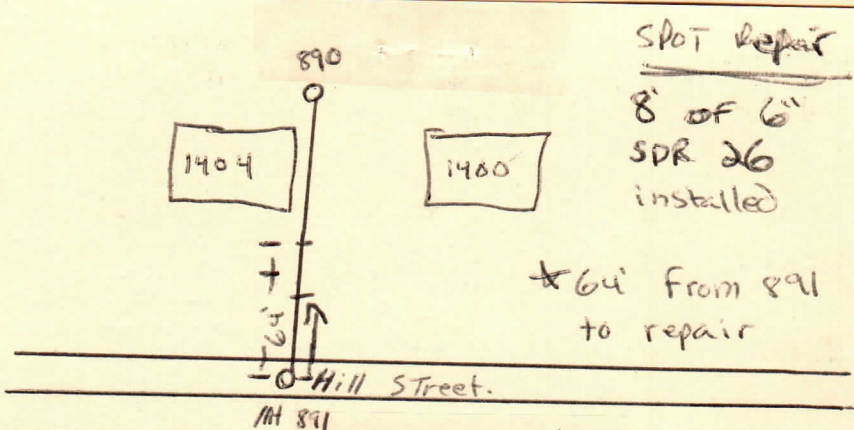 SPOT Repair
890
8' OF 6"
SDR 26
installed
1404
1400
*64' From 891
to repair
64'
Hill STreet.
MH 891